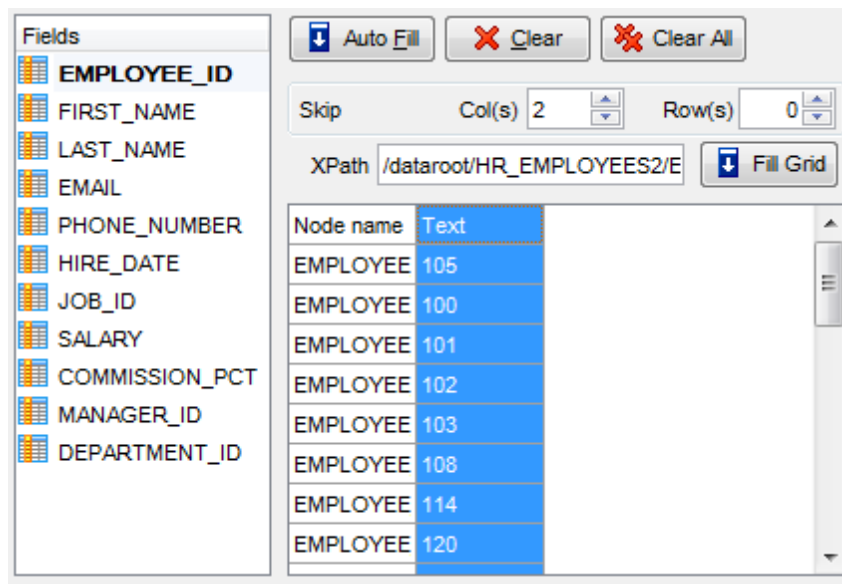 Fields
EMPLOYEE_ID
FIRST_NAME
LAST_NAME
EMAIL
PHONE_NUMBER
HIRE_DATE
JOB_ID
SALARY
COMMISSION_PCT
MANAGER_ID
DEPARTMENT_ID
Auto Fill Clear Clear All
Skip Col(s) 2 Row(s) 0
XPath /dataroot/HR_EMPLOYEES2/E Fill Grid
Node name Text
EMPLOYEE 105
EMPLOYEE 100
EMPLOYEE 101
EMPLOYEE 102
EMPLOYEE 103
EMPLOYEE 108
EMPLOYEE 114
EMPLOYEE 120